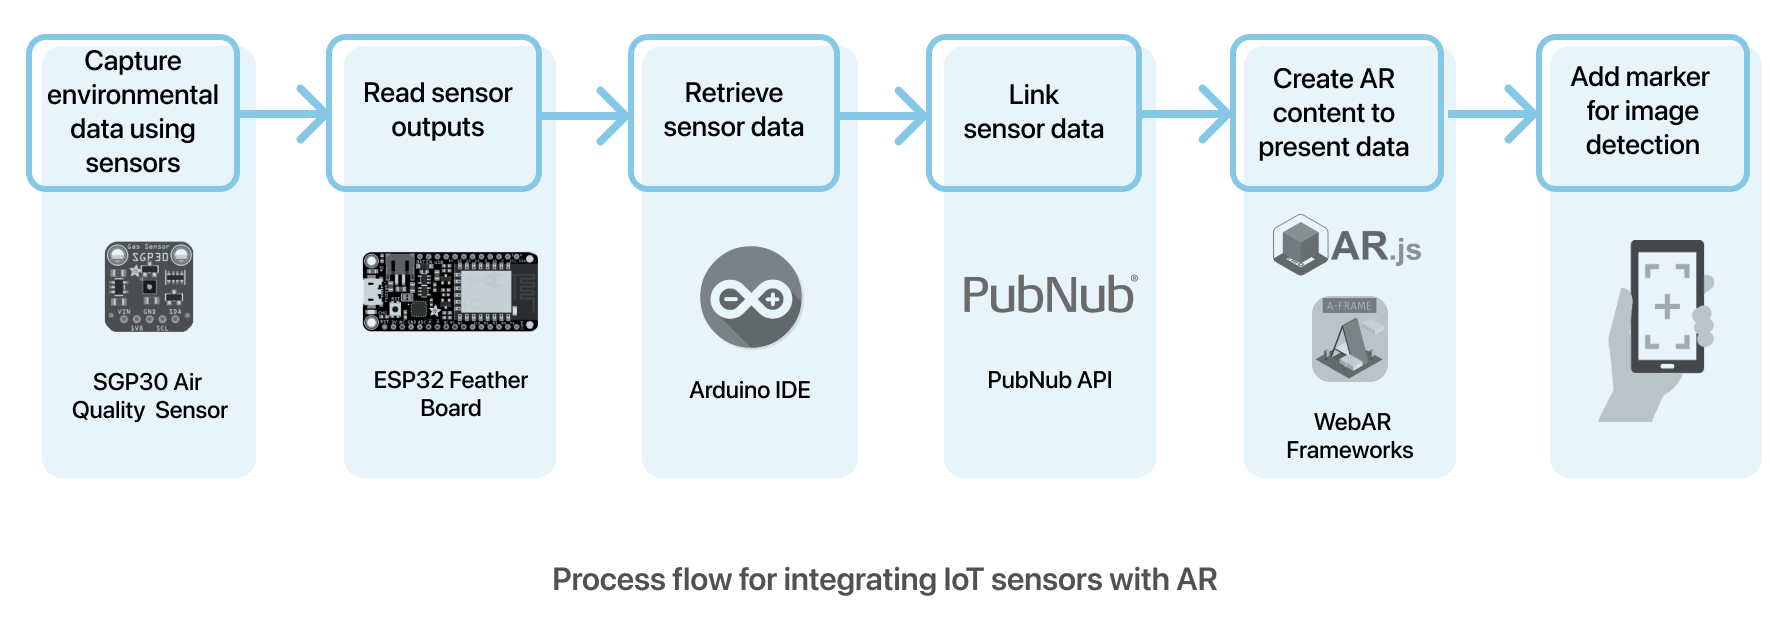 Capture
environmental
data using
sensors
Read sensor
outputs
Retrieve
sensor data
Link
sensor data
Create AR
content to
present data
Add marker
for image
detection
Gas Sensor
SGP30
VIN GND SDA
1V8 SCL
SGP30 Air
Quality Sensor
ESP32 Feather
Board
Arduino IDE
PubNub®
PubNub API
AR.js
A-FRAME
WebAR
Frameworks
Process flow for integrating IoT sensors with AR